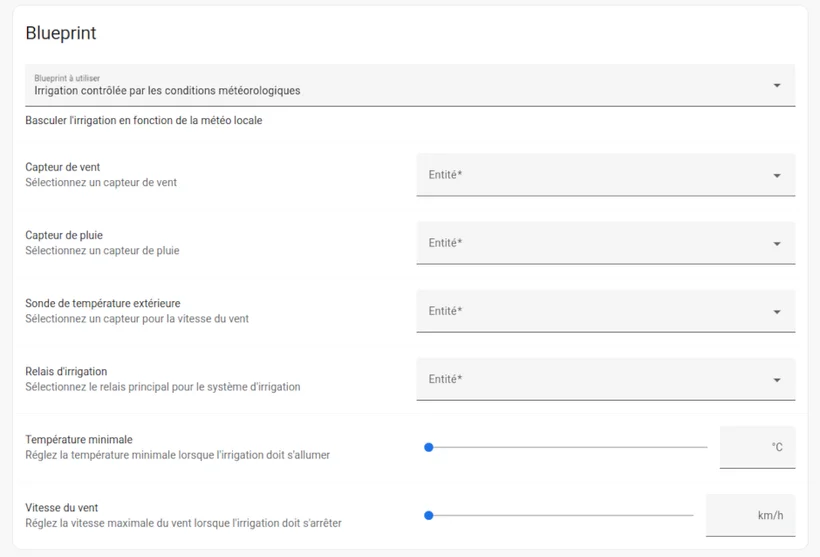 Blueprint
Blueprint à utiliser
Irrigation contrôlée par les conditions météorologiques
Basculer l'irrigation en fonction de la météo locale
Capteur de vent
Sélectionnez un capteur de vent
Entité*
Capteur de pluie
Sélectionnez un capteur de pluie
Entité*
Sonde de température extérieure
Sélectionnez un capteur pour la vitesse du vent
Entité*
Relais d'irrigation
Sélectionnez le relais principal pour le système d'irrigation
Entité*
Température minimale
Réglez la température minimale lorsque l'irrigation doit s'allumer
°C
Vitesse du vent
Réglez la vitesse maximale du vent lorsque l'irrigation doit s'arrêter
km/h